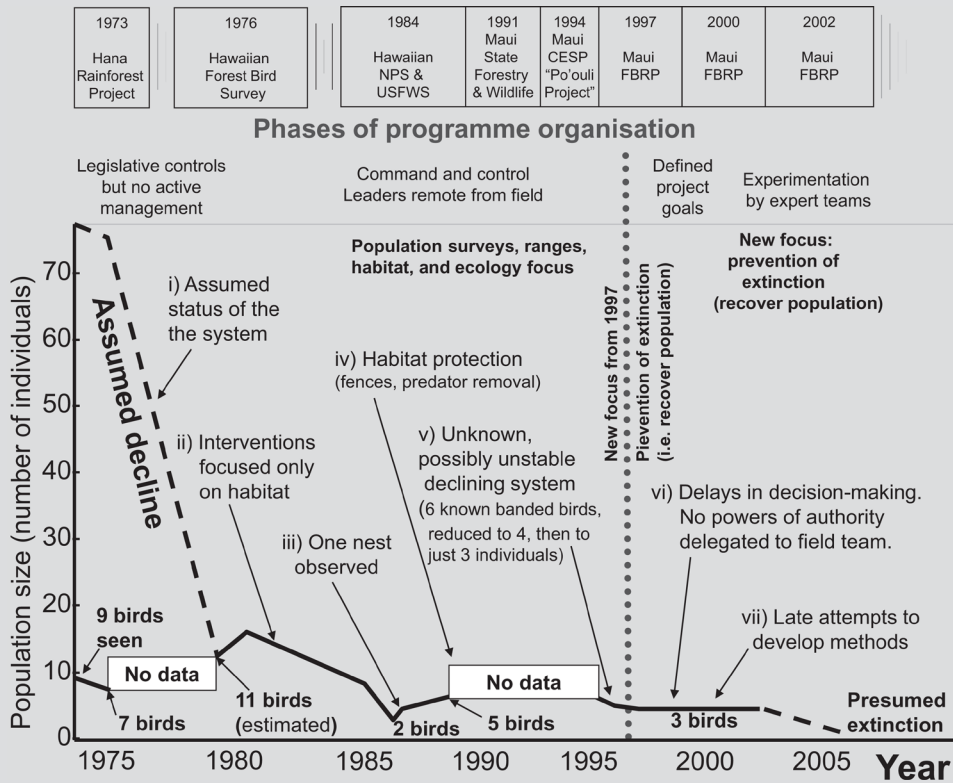 1973
Hana
Rainforest
Project
1976
Hawaiian
Forest Bird
Survey
1984
Hawaiian
NPS &
USFWS
1991
Maui
State
Forestry
& Wildlife
1994
Maui
CESP
“Po'ouli
Project”
1997
Maui
FBRP
2000
Maui
FBRP
2002
Maui
FBRP
Phases of programme organisation
Legislative controls
but no active
management
Command and control
Leaders remote from field
Defined
project
goals
Experimentation
by expert teams
Population surveys, ranges,
habitat, and ecology focus
New focus:
prevention of
extinction
(recover population)
New focus from 1997
Pievention of extinction
(i.e. recover population)
Population size (number of individuals)
70
60
50
40
30
20
10
0
Assumed decline
i) Assumed
status of the
the system
ii) Interventions
focused only
on habitat
iii) One nest
observed
iv) Habitat protection
(fences, predator removal)
v) Unknown,
possibly unstable
declining system
(6 known banded birds,
reduced to 4, then to
just 3 individuals)
vi) Delays in decision-making.
No powers of authority
delegated to field team.
vii) Late attempts to
develop methods
9 birds
seen
No data
7 birds
11 birds
(estimated)
2 birds
No data
5 birds
3 birds
Presumed
extinction
1975
1980
1985
1990
1995
2000
2005
Year